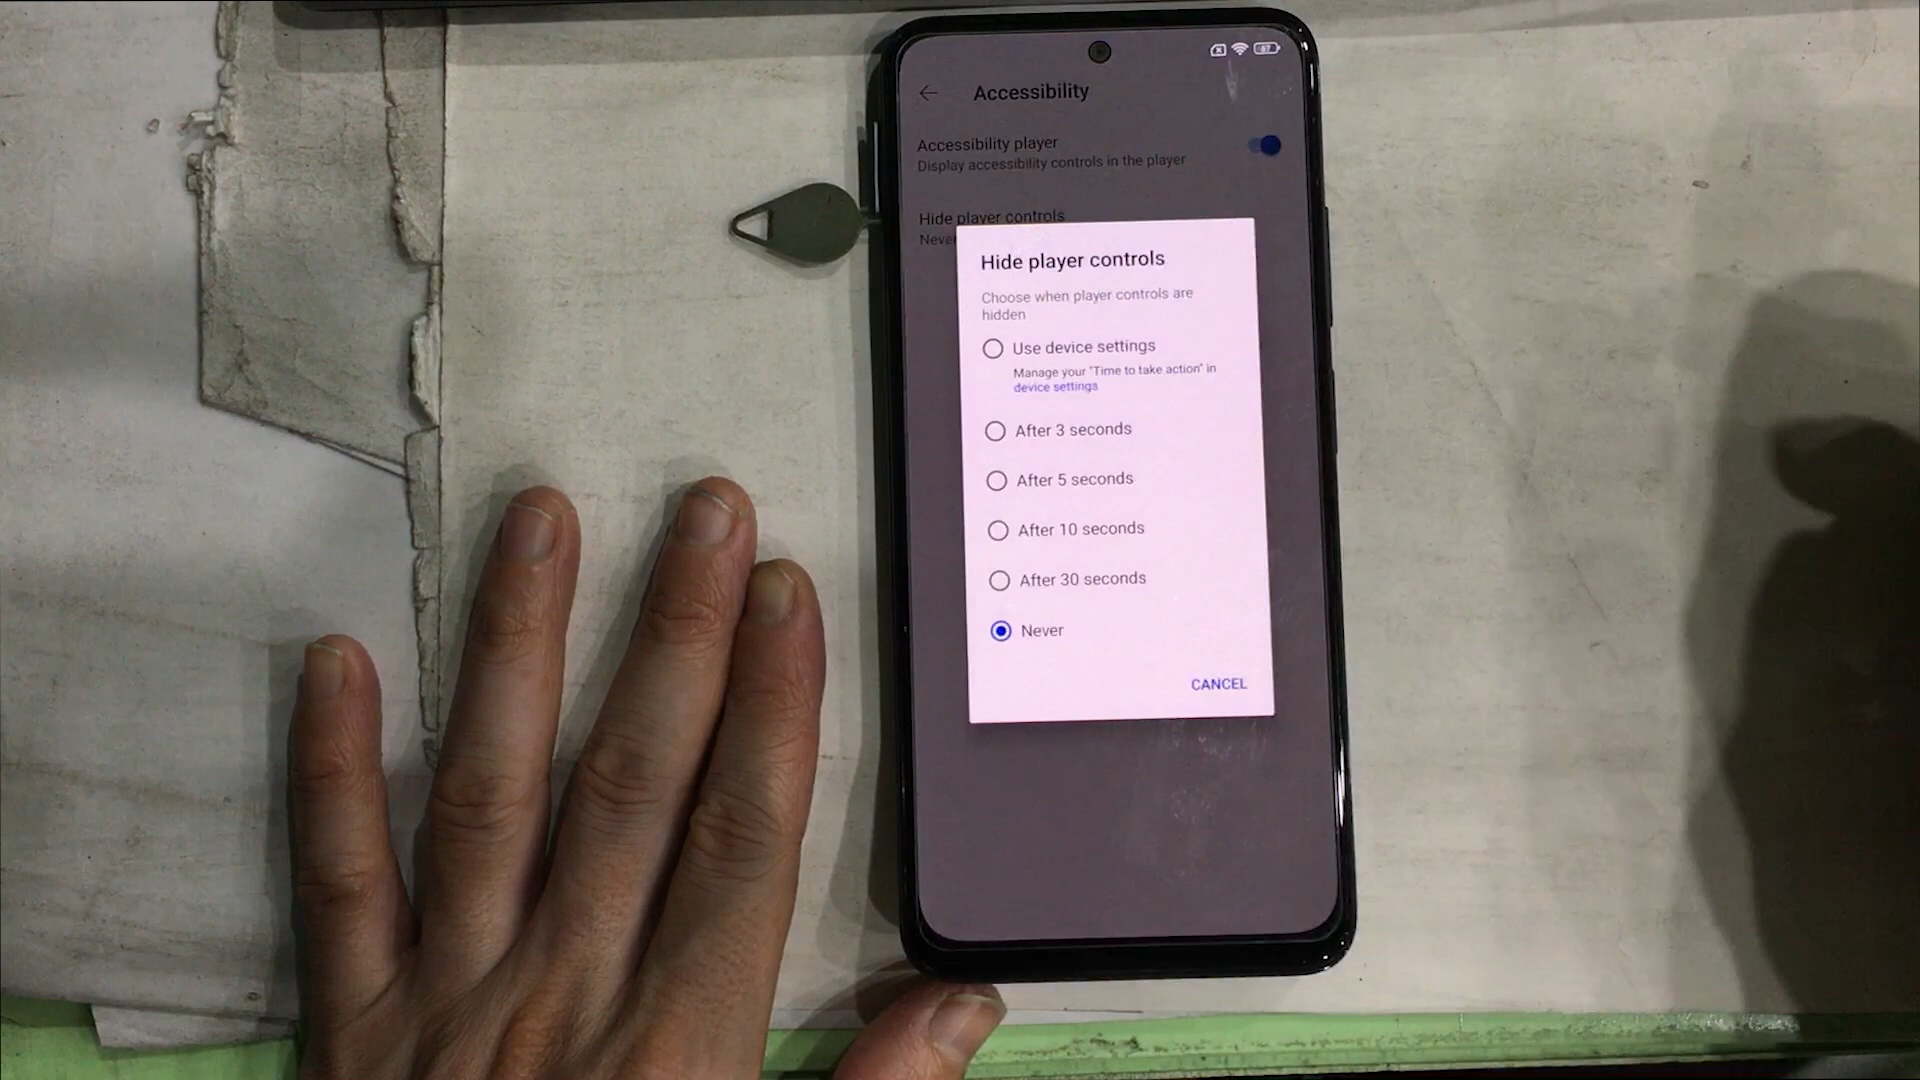 67
Accessibility
Accessibility player
Display accessibility controls in the player
Hide player controls
Never
Hide player controls
Choose when player controls are
hidden
Use device settings
Manage your "Time to take action" in
device settings
After 3 seconds
After 5 seconds
After 10 seconds
After 30 seconds
Never
CANCEL